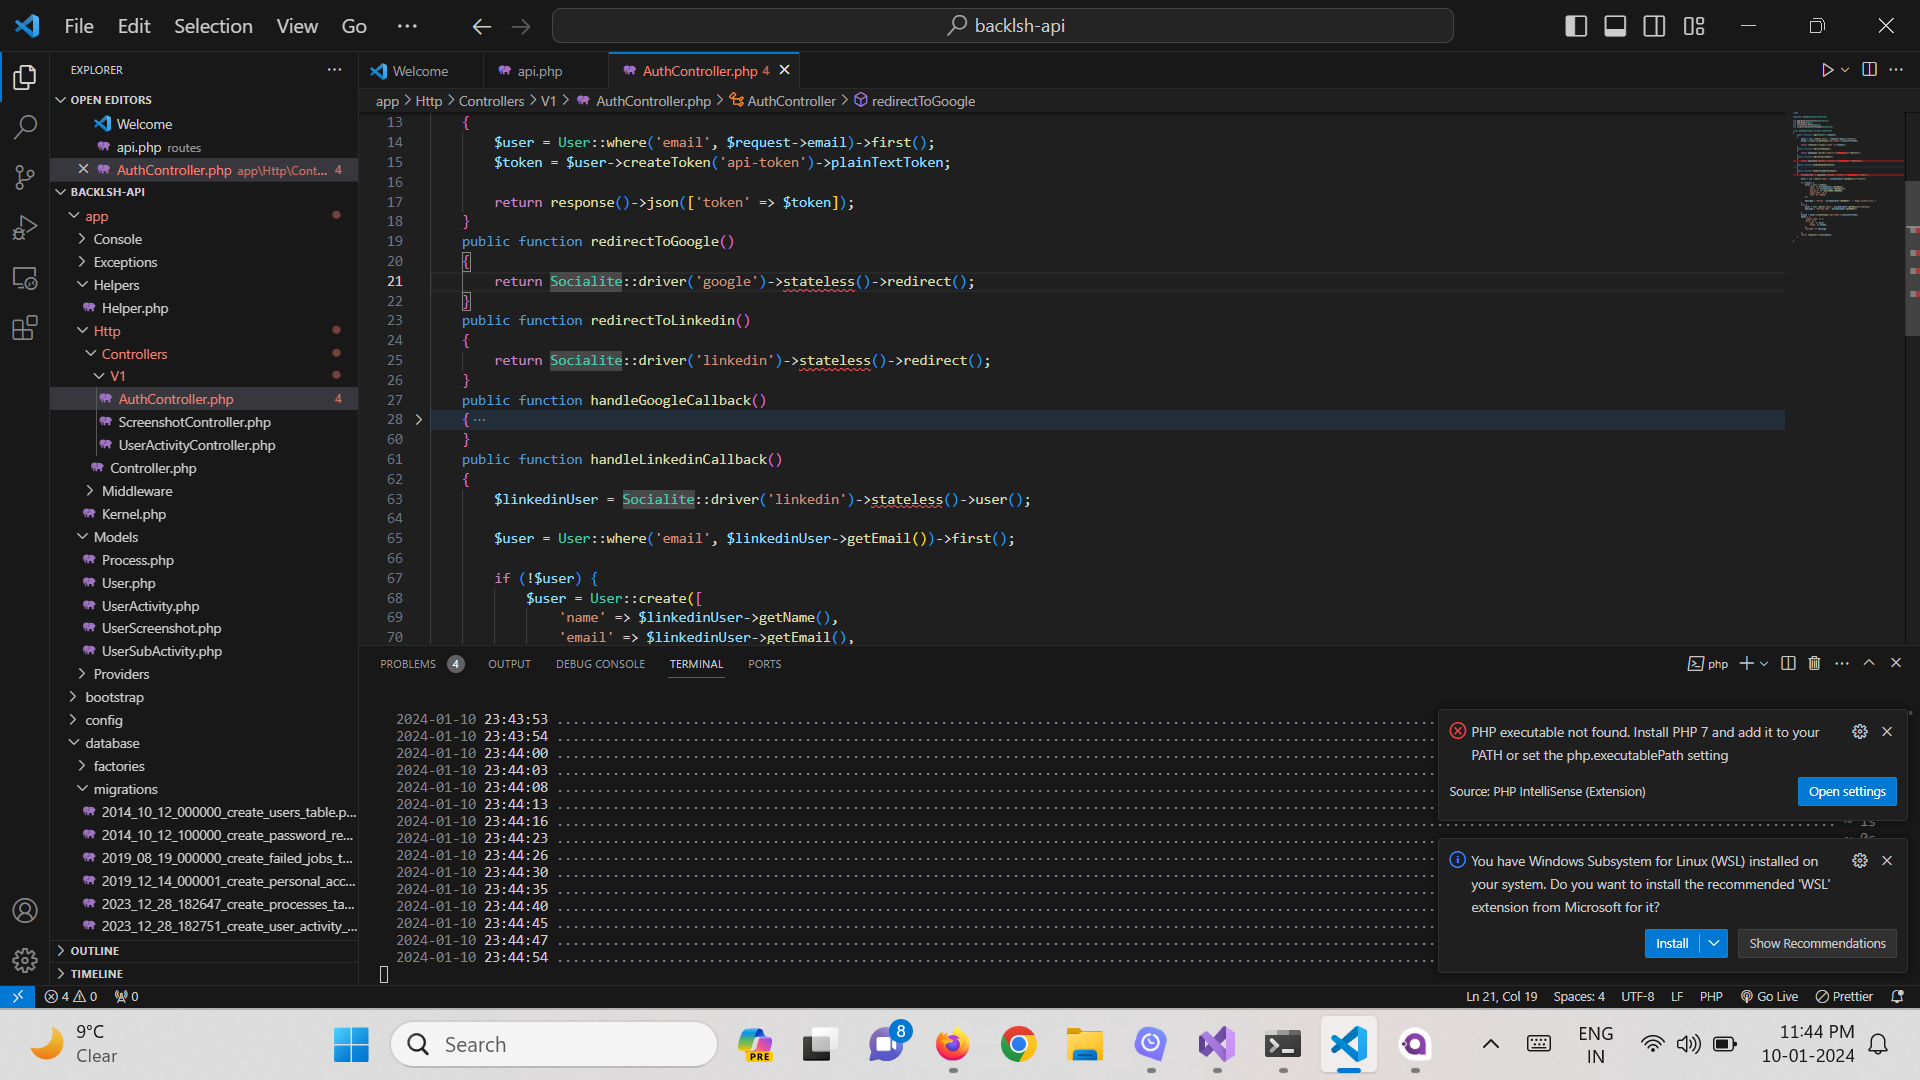 File Edit Selection View Go ···
backlsh-api
EXPLORER
OPEN EDITORS
Welcome
api.php routes
AuthController.php app\Http\Cont... 4
BACKLSH-API
app
Console
Exceptions
Helpers
Helper.php
Http
Controllers
V1
AuthController.php 4
ScreenshotController.php
UserActivityController.php
Controller.php
Middleware
Kernel.php
Models
Process.php
User.php
UserActivity.php
UserScreenshot.php
UserSubActivity.php
Providers
bootstrap
config
database
factories
migrations
2014_10_12_000000_create_users_table.p...
2014_10_12_100000_create_password_re...
2019_08_19_000000_create_failed_jobs_t...
2019_12_14_000001_create_personal_acc...
2023_12_28_182647_create_processes_ta...
2023_12_28_182751_create_user_activity_...
OUTLINE
TIMELINE
Welcome api.php AuthController.php 4
app > Http > Controllers > V1 > AuthController.php > AuthController > redirectToGoogle
13 {
14 $user = User::where('email', $request->email)->first();
15 $token = $user->createToken('api-token')->plainTextToken;
16
17 return response()->json(['token' => $token]);
18 }
19 public function redirectToGoogle()
20 {
21 return Socialite::driver('google')->stateless()->redirect();
22 }
23 public function redirectToLinkedin()
24 {
25 return Socialite::driver('linkedin')->stateless()->redirect();
26 }
27 public function handleGoogleCallback()
28 { ···
60 }
61 public function handleLinkedinCallback()
62 {
63 $linkedinUser = Socialite::driver('linkedin')->stateless()->user();
64
65 $user = User::where('email', $linkedinUser->getEmail())->first();
66
67 if (!$user) {
68 $user = User::create([
69 'name' => $linkedinUser->getName(),
70 'email' => $linkedinUser->getEmail(),
PROBLEMS 4 OUTPUT DEBUG CONSOLE TERMINAL PORTS
php
2024-01-10 23:43:53
2024-01-10 23:43:54
2024-01-10 23:44:00
2024-01-10 23:44:03
2024-01-10 23:44:08
2024-01-10 23:44:13
2024-01-10 23:44:16
2024-01-10 23:44:23
2024-01-10 23:44:26
2024-01-10 23:44:30
2024-01-10 23:44:35
2024-01-10 23:44:40
2024-01-10 23:44:45
2024-01-10 23:44:47
2024-01-10 23:44:54
PHP executable not found. Install PHP 7 and add it to your
PATH or set the php.executablePath setting
Source: PHP IntelliSense (Extension)
Open settings
You have Windows Subsystem for Linux (WSL) installed on
your system. Do you want to install the recommended 'WSL'
extension from Microsoft for it?
Install
Show Recommendations
4 0 0
Ln 21, Col 19 Spaces: 4 UTF-8 LF PHP Go Live Prettier
9°C
Clear
Search
PRE
8
ENG
IN
11:44 PM
10-01-2024